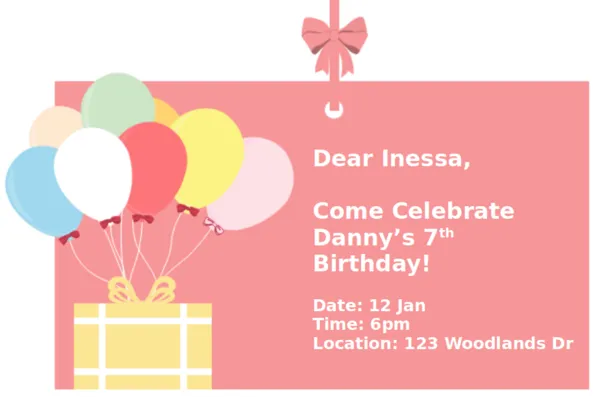 Dear Inessa,
Come Celebrate
Danny’s 7th
Birthday!
Date: 12 Jan
Time: 6pm
Location: 123 Woodlands Dr